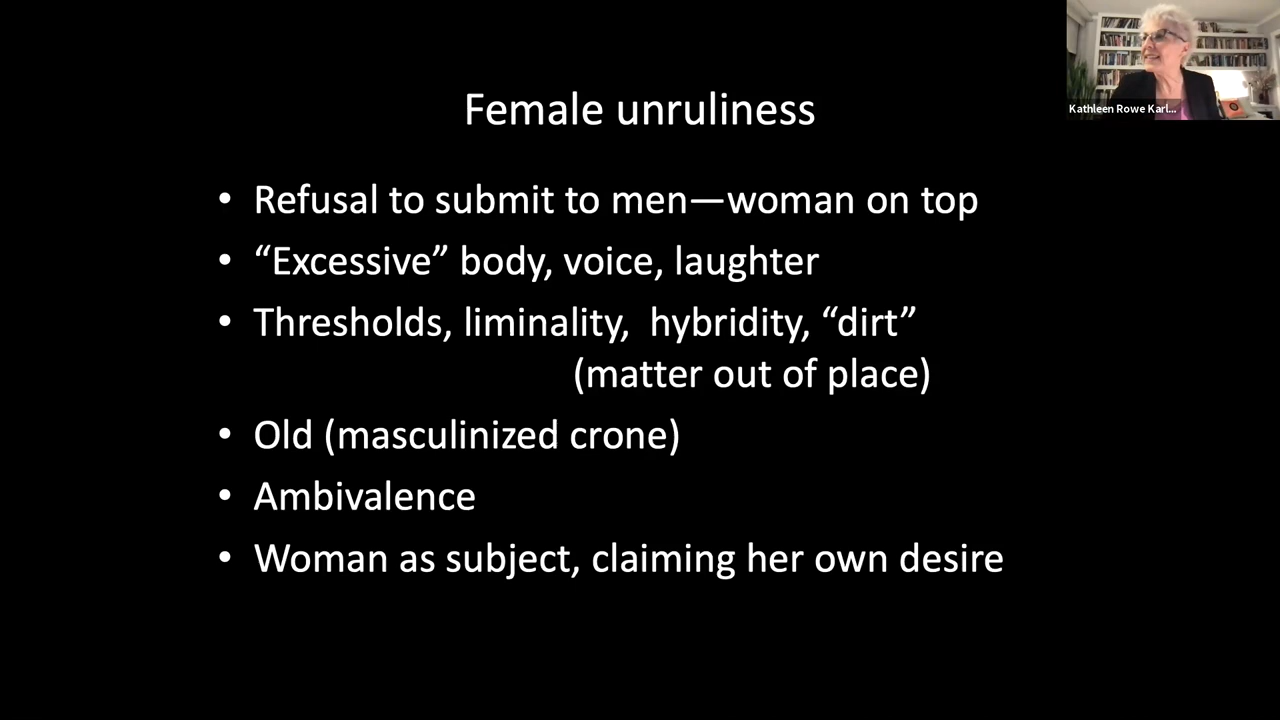 Female unruliness
• Refusal to submit to men—woman on top
• “Excessive” body, voice, laughter
• Thresholds, liminality,  hybridity, “dirt”
(matter out of place)
• Old (masculinized crone)
• Ambivalence
• Woman as subject, claiming her own desire
Kathleen Rowe Karl...